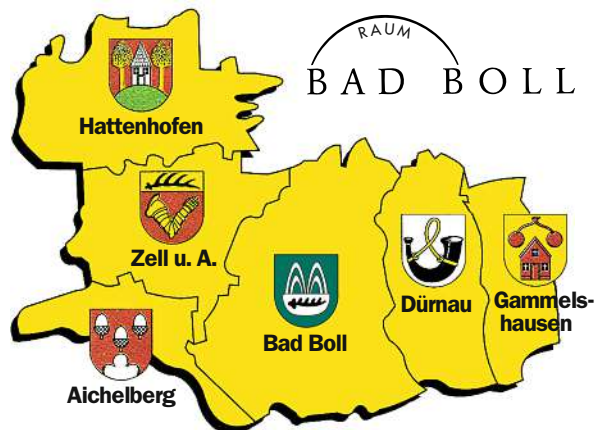 RAUM
BAD BOLL
Hattenhofen
Zell u. A.
Dürnau
Gammels-
hausen
Bad Boll
Aichelberg